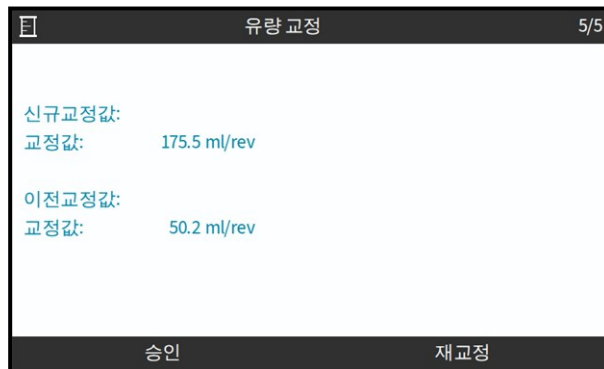 유량 교정 5/5
신규교정값:
교정값: 175.5 ml/rev
이전교정값:
교정값: 50.2 ml/rev
승인 재교정